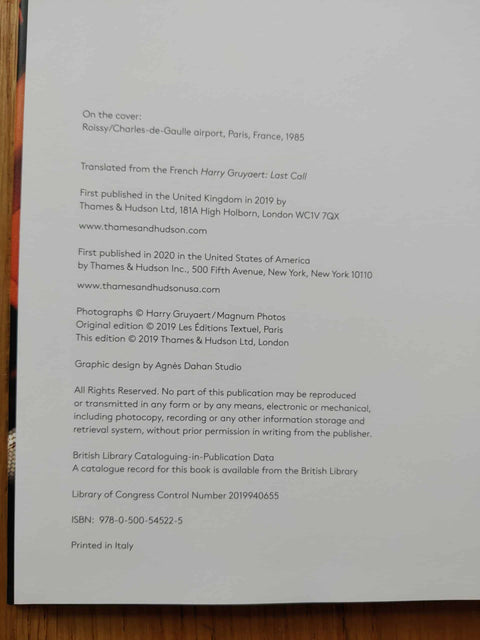 On the cover:
Roissy/Charles-de-Gaulle airport, Paris, France, 1985
Translated from the French Harry Gruyaert: Last Call
First published in the United Kingdom in 2019 by
Thames & Hudson Ltd, 181A High Holborn, London WC1V 7QX
www.thamesandhudson.com
First published in 2020 in the United States of America
by Thames & Hudson Inc., 500 Fifth Avenue, New York, New York 10110
www.thamesandhudsonusa.com
Photographs © Harry Gruyaert/Magnum Photos
Original edition © 2019 Les Éditions Textuel, Paris
This edition © 2019 Thames & Hudson Ltd, London
Graphic design by Agnès Dahan Studio
All Rights Reserved. No part of this publication may be reproduced
or transmitted in any form or by any means, electronic or mechanical,
including photocopy, recording or any other information storage and
retrieval system, without prior permission in writing from the publisher.
British Library Cataloguing-in-Publication Data
A catalogue record for this book is available from the British Library
Library of Congress Control Number 2019940655
ISBN: 978-0-500-54522-5
Printed in Italy